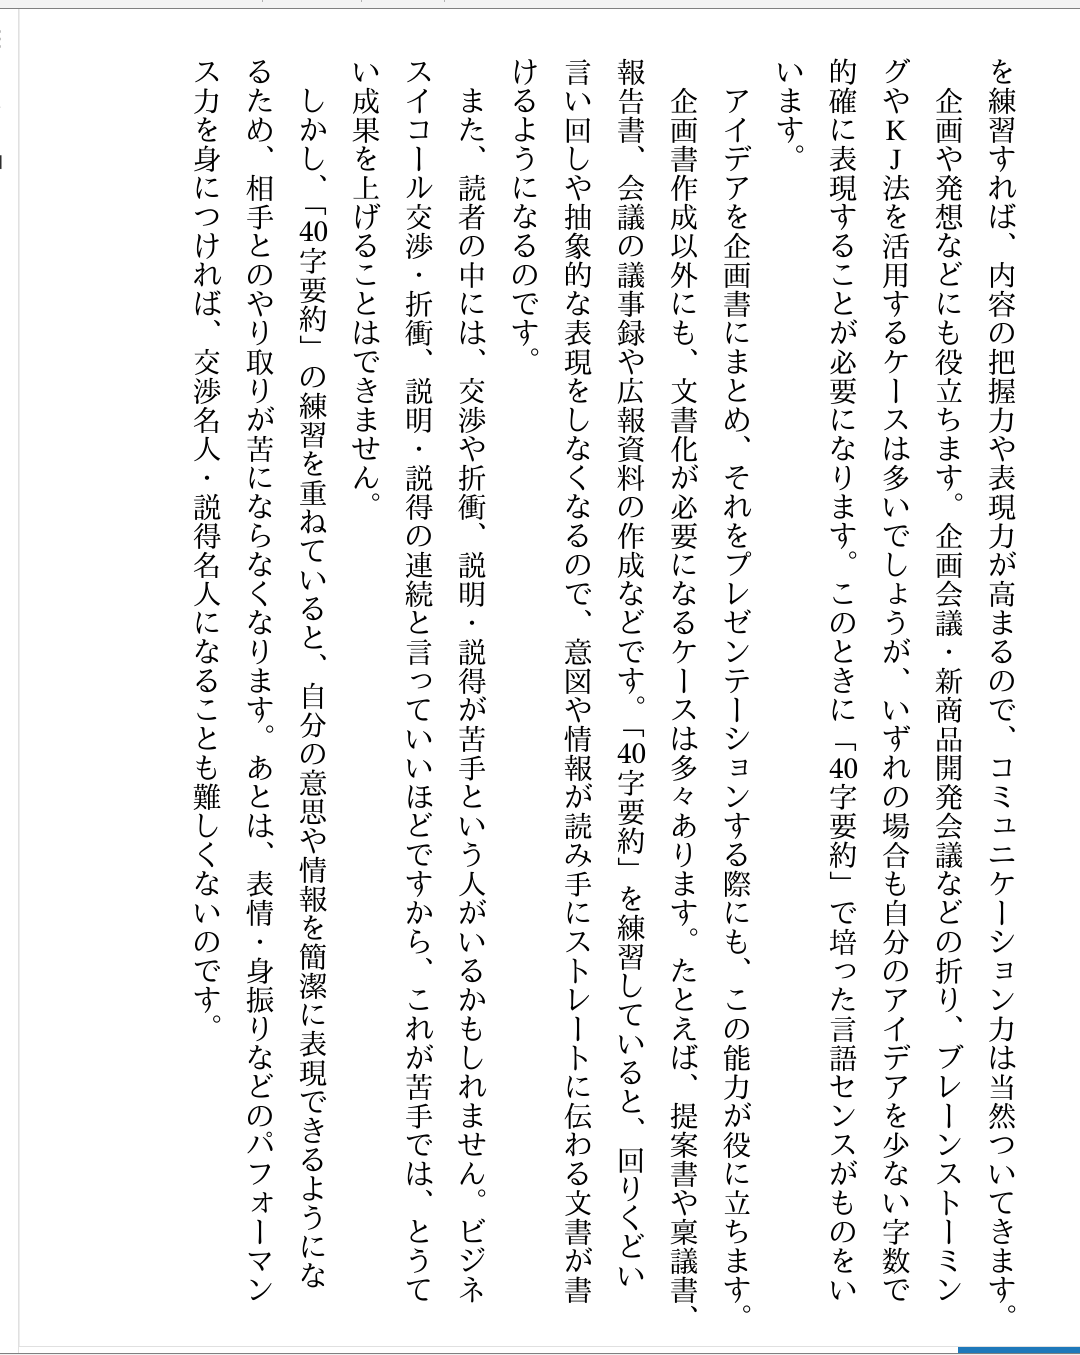 を練習すれば、内容の把握力や表現力が高まるので、コミュニケーション力は当然ついてきます。
企画や発想などにも役立ちます。企画会議・新商品開発会議などの折り、ブレーンストーミン
グやKJ法を活用するケースは多いでしょうが、いずれの場合も自分のアイデアを少ない字数で
的確に表現することが必要になります。このときに「40字要約」で培った言語センスがものをい
います。
アイデアを企画書にまとめ、それをプレゼンテーションする際にも、この能力が役に立ちます。
企画書作成以外にも、文書化が必要になるケースは多々あります。たとえば、提案書や稟議書、
報告書、会議の議事録や広報資料の作成などです。「40字要約」を練習していると、回りくどい
言い回しや抽象的な表現をしなくなるので、意図や情報が読み手にストレートに伝わる文書が書
けるようになるのです。
また、読者の中には、交渉や折衝、説明・説得が苦手という人がいるかもしれません。ビジネ
スイコール交渉・折衝、説明・説得の連続と言っていいほどですから、これが苦手では、とうて
い成果を上げることはできません。
しかし、「40字要約」の練習を重ねていると、自分の意思や情報を簡潔に表現できるようにな
るため、相手とのやり取りが苦にならなくなります。あとは、表情・身振りなどのパフォーマン
ス力を身につければ、交渉名人・説得名人になることも難しくないのです。